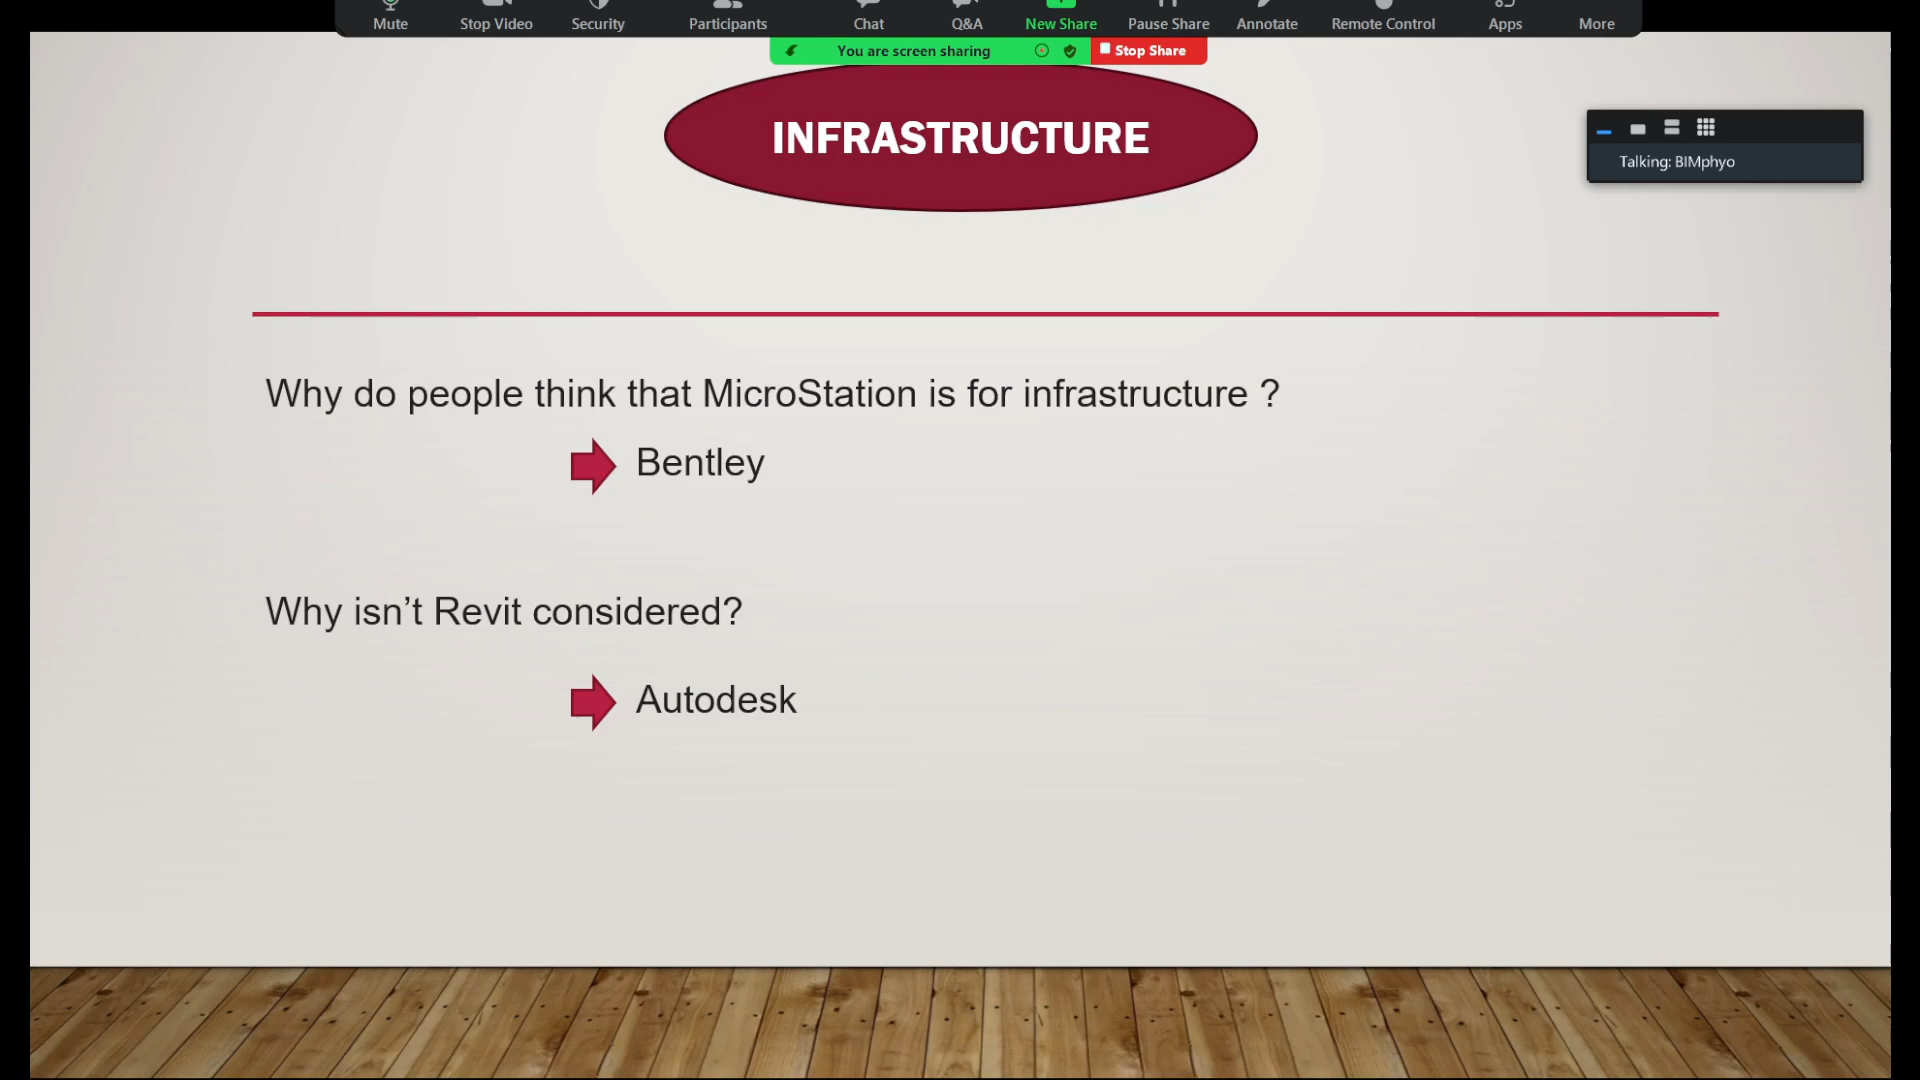 Mute Stop Video Security Participants Chat Q&A New Share Pause Share Annotate Remote Control Apps More
You are screen sharing Stop Share
INFRASTRUCTURE
Talking: BIMphyo
Why do people think that MicroStation is for infrastructure ?
Bentley
Why isn’t Revit considered?
Autodesk